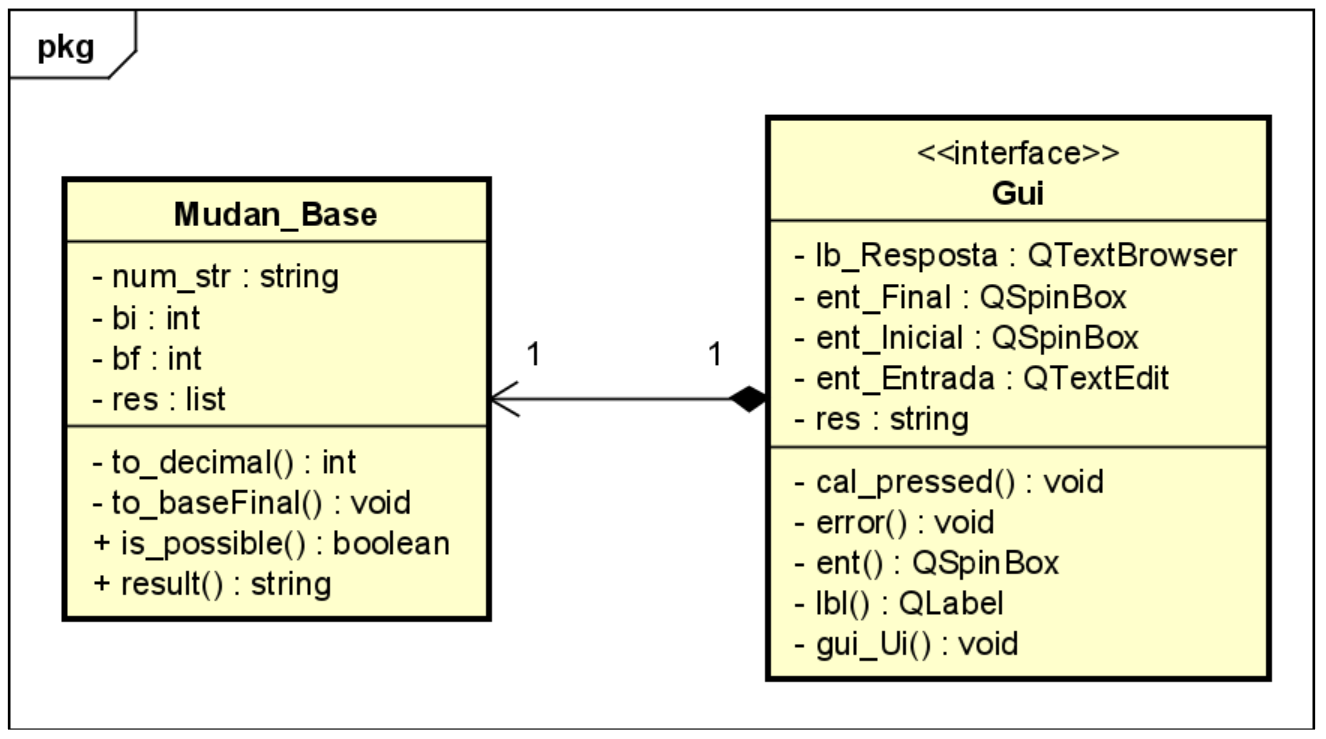 pkg
Mudan_Base
- num_str : string
- bi : int
- bf : int
- res : list
- to_decimal() : int
- to_baseFinal() : void
+ is_possible() : boolean
+ result() : string
1
1
<<interface>>
Gui
- lb_Resposta : QTextBrowser
- ent_Final : QSpinBox
- ent_Inicial : QSpinBox
- ent_Entrada : QTextEdit
- res : string
- cal_pressed() : void
- error() : void
- ent() : QSpinBox
- lbl() : QLabel
- gui_Ui() : void